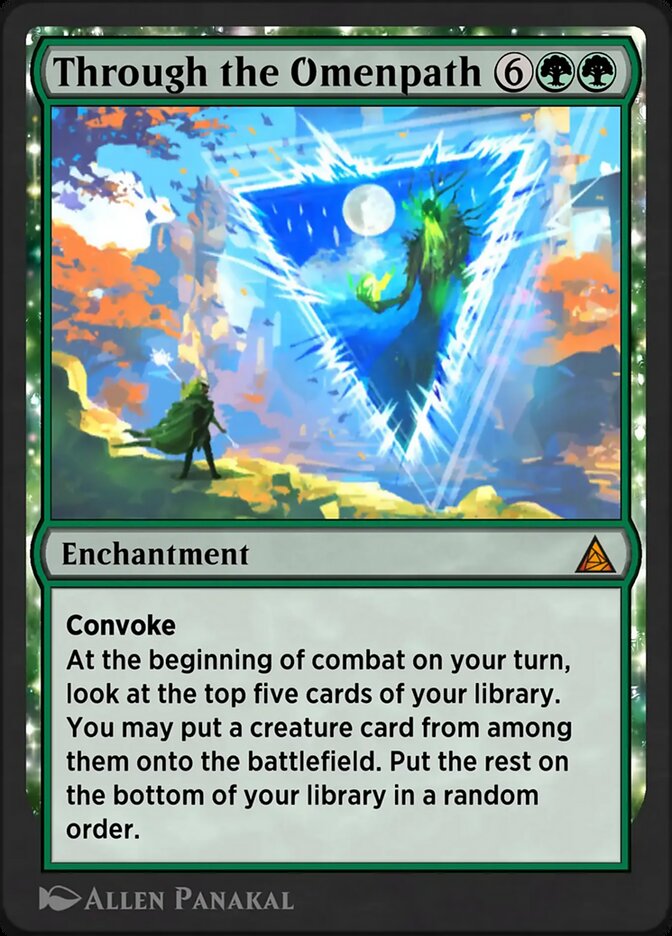 Through the Omenpath 6
Enchantment
Convoke
At the beginning of combat on your turn,
look at the top five cards of your library.
You may put a creature card from among
them onto the battlefield. Put the rest on
the bottom of your library in a random
order.
Allen Panakal